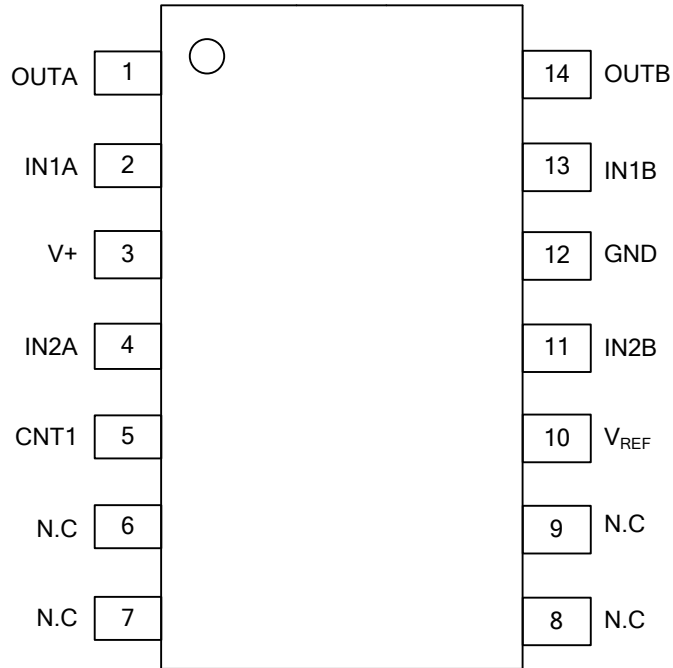 OUTA 1 14 OUTB
IN1A 2 13 IN1B
V+ 3 12 GND
IN2A 4 11 IN2B
CNT1 5 10 VREF
N.C 6 9 N.C
N.C 7 8 N.C